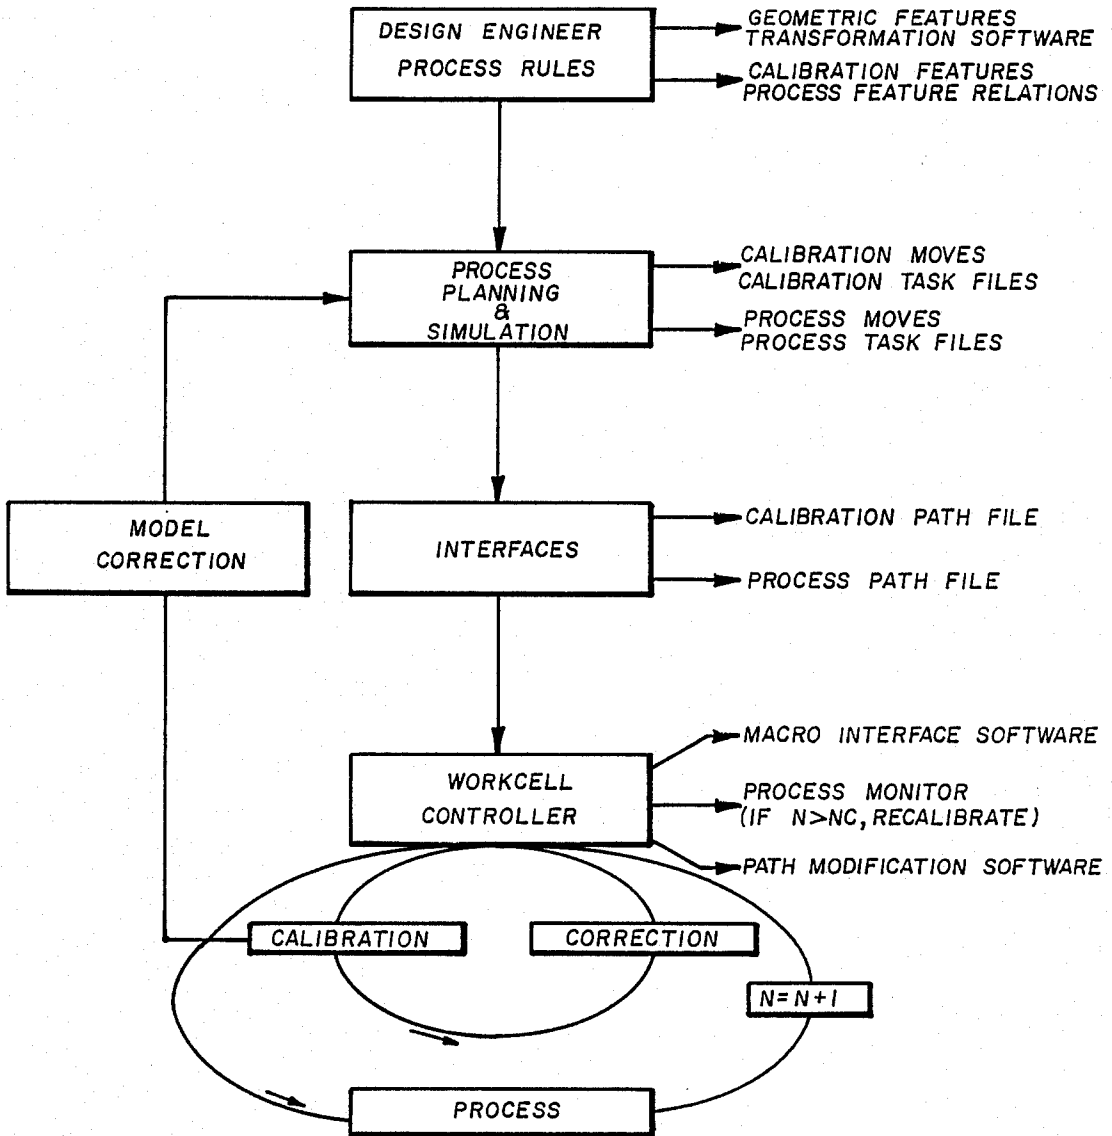 DESIGN ENGINEER
PROCESS RULES
GEOMETRIC FEATURES
TRANSFORMATION SOFTWARE
CALIBRATION FEATURES
PROCESS FEATURE RELATIONS
PROCESS
PLANNING
&
SIMULATION
CALIBRATION MOVES
CALIBRATION TASK FILES
PROCESS MOVES
PROCESS TASK FILES
MODEL
CORRECTION
INTERFACES
CALIBRATION PATH FILE
PROCESS PATH FILE
WORKCELL
CONTROLLER
MACRO INTERFACE SOFTWARE
PROCESS MONITOR
(IF N>NC, RECALIBRATE)
PATH MODIFICATION SOFTWARE
CALIBRATION
CORRECTION
N=N+1
PROCESS